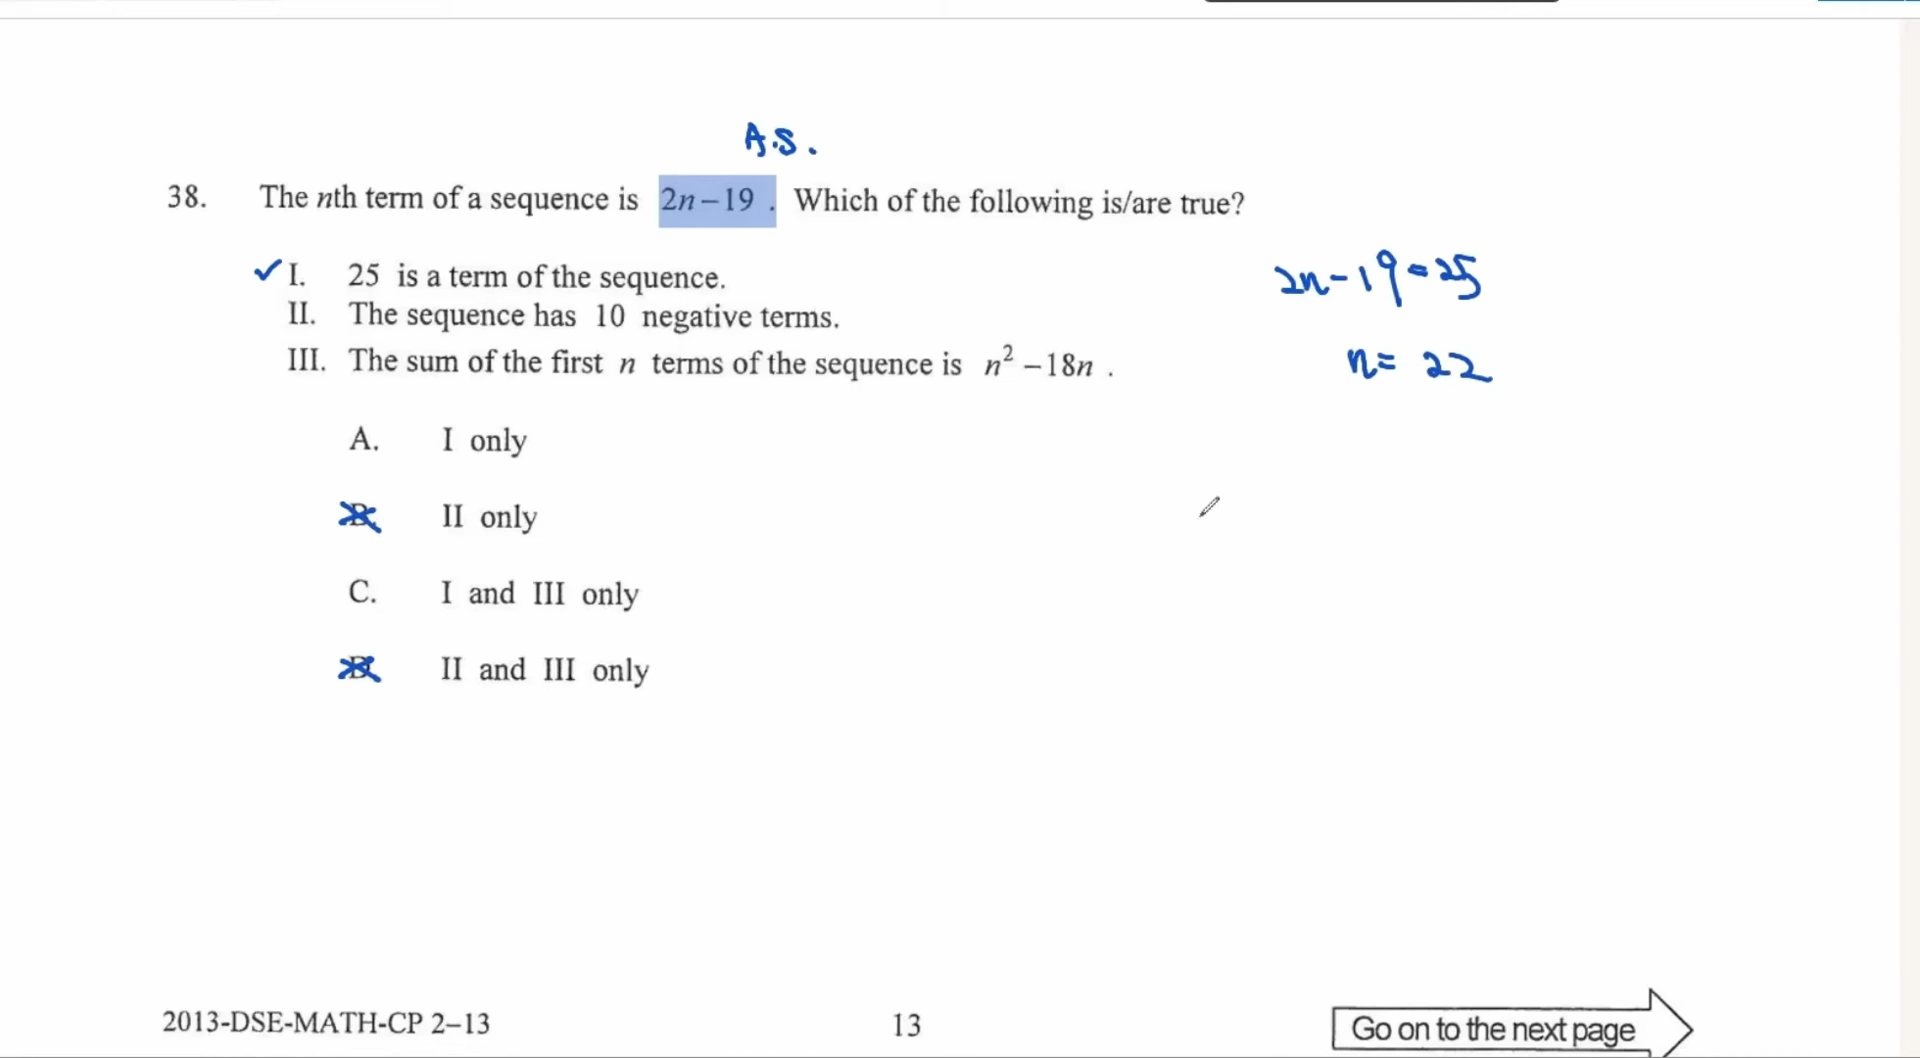 A.S.
38. The nth term of a sequence is 2n−19 . Which of the following is/are true?
✓ I. 25 is a term of the sequence.
2n−19=25
II. The sequence has 10 negative terms.
III. The sum of the first n terms of the sequence is n² −18n .
n= 22
A. I only
B. II only
C. I and III only
D. II and III only
2013-DSE-MATH-CP 2–13
13
Go on to the next page